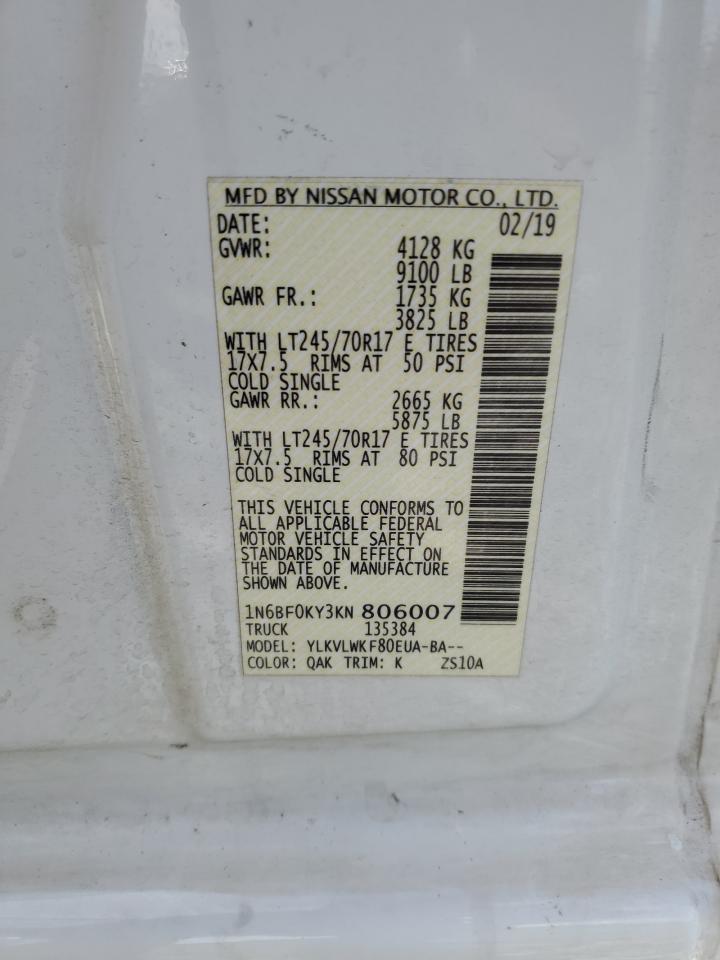 MFD BY NISSAN MOTOR CO., LTD.
DATE: 02/19
GVWR: 4128 KG
9100 LB
GAWR FR.: 1735 KG
3825 LB
WITH LT245/70R17 E TIRES
17X7.5 RIMS AT 50 PSI
COLD SINGLE
GAWR RR.: 2665 KG
5875 LB
WITH LT245/70R17 E TIRES
17X7.5 RIMS AT 80 PSI
COLD SINGLE
THIS VEHICLE CONFORMS TO
ALL APPLICABLE FEDERAL
MOTOR VEHICLE SAFETY
STANDARDS IN EFFECT ON
THE DATE OF MANUFACTURE
SHOWN ABOVE.
1N6BF0KY3KN 806007
TRUCK 135384
MODEL: YLKVLWKF80EUA-BA--
COLOR: QAK TRIM: K ZS10A